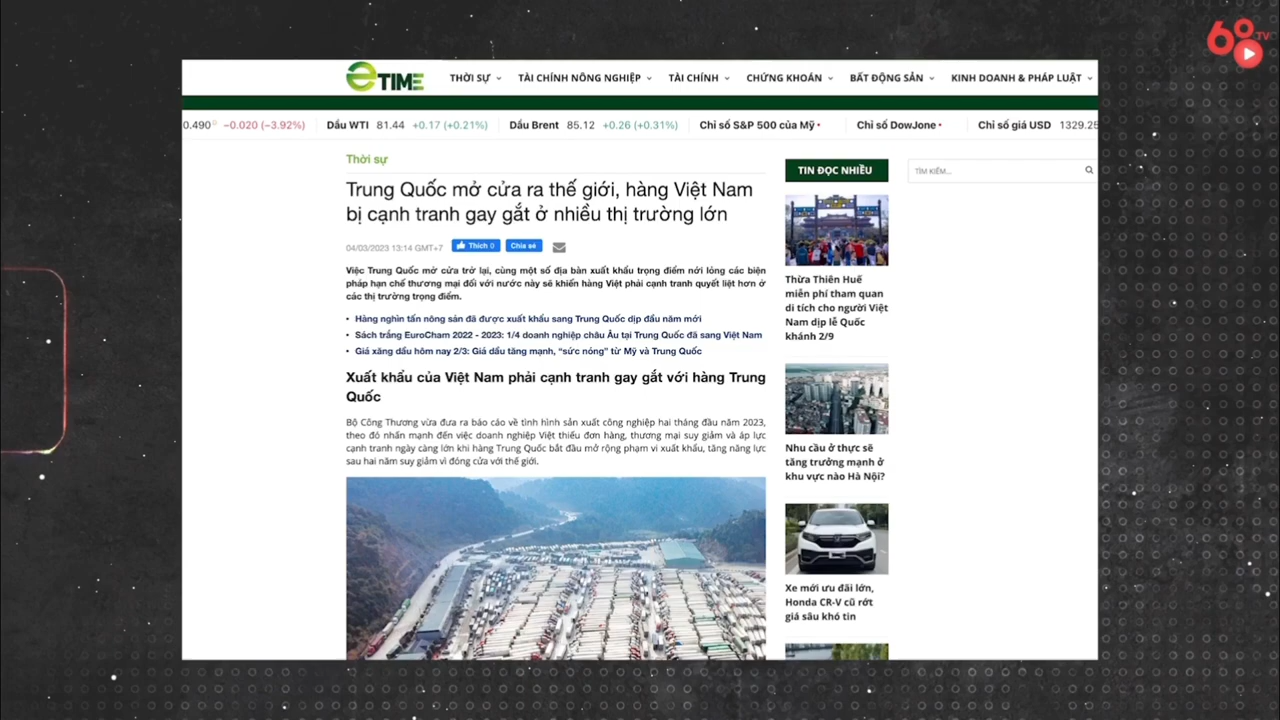 60 TV
eTIME
THỜI SỰ TÀI CHÍNH NÔNG NGHIỆP TÀI CHÍNH CHỨNG KHOÁN BẤT ĐỘNG SẢN KINH DOANH & PHÁP LUẬT
0.490 −0.020 (−3.92%) Dầu WTI 81.44 +0.17 (+0.21%) Dầu Brent 85.12 +0.26 (+0.31%) Chỉ số S&P 500 của Mỹ Chỉ số DowJone Chỉ số giá USD 1329.25
Thời sự
Trung Quốc mở cửa ra thế giới, hàng Việt Nam
bị cạnh tranh gay gắt ở nhiều thị trường lớn
04/03/2023 13:14 GMT+7 Thích 0 Chia sẻ
Việc Trung Quốc mở cửa trở lại, cùng một số địa bàn xuất khẩu trọng điểm nới lỏng các biện
pháp hạn chế thương mại đối với nước này sẽ khiến hàng Việt phải cạnh tranh quyết liệt hơn ở
các thị trường trọng điểm.
• Hàng nghìn tấn nông sản đã được xuất khẩu sang Trung Quốc dịp đầu năm mới
• Sách trắng EuroCham 2022 - 2023: 1/4 doanh nghiệp châu Âu tại Trung Quốc đã sang Việt Nam
• Giá xăng dầu hôm nay 2/3: Giá dầu tăng mạnh, “sức nóng” từ Mỹ và Trung Quốc
Xuất khẩu của Việt Nam phải cạnh tranh gay gắt với hàng Trung
Quốc
Bộ Công Thương vừa đưa ra báo cáo về tình hình sản xuất công nghiệp hai tháng đầu năm 2023,
theo đó nhấn mạnh đến việc doanh nghiệp Việt thiếu đơn hàng, thương mại suy giảm và áp lực
cạnh tranh ngày càng lớn khi hàng Trung Quốc bắt đầu mở rộng phạm vi xuất khẩu, tăng năng lực
sau hai năm suy giảm vì đóng cửa với thế giới.
TIN ĐỌC NHIỀU
TÌM KIẾM...
Thừa Thiên Huế
miễn phí tham quan
di tích cho người Việt
Nam dịp lễ Quốc
khánh 2/9
Nhu cầu ở thực sẽ
tăng trưởng mạnh ở
khu vực nào Hà Nội?
Xe mới ưu đãi lớn,
Honda CR-V cũ rớt
giá sâu khó tin